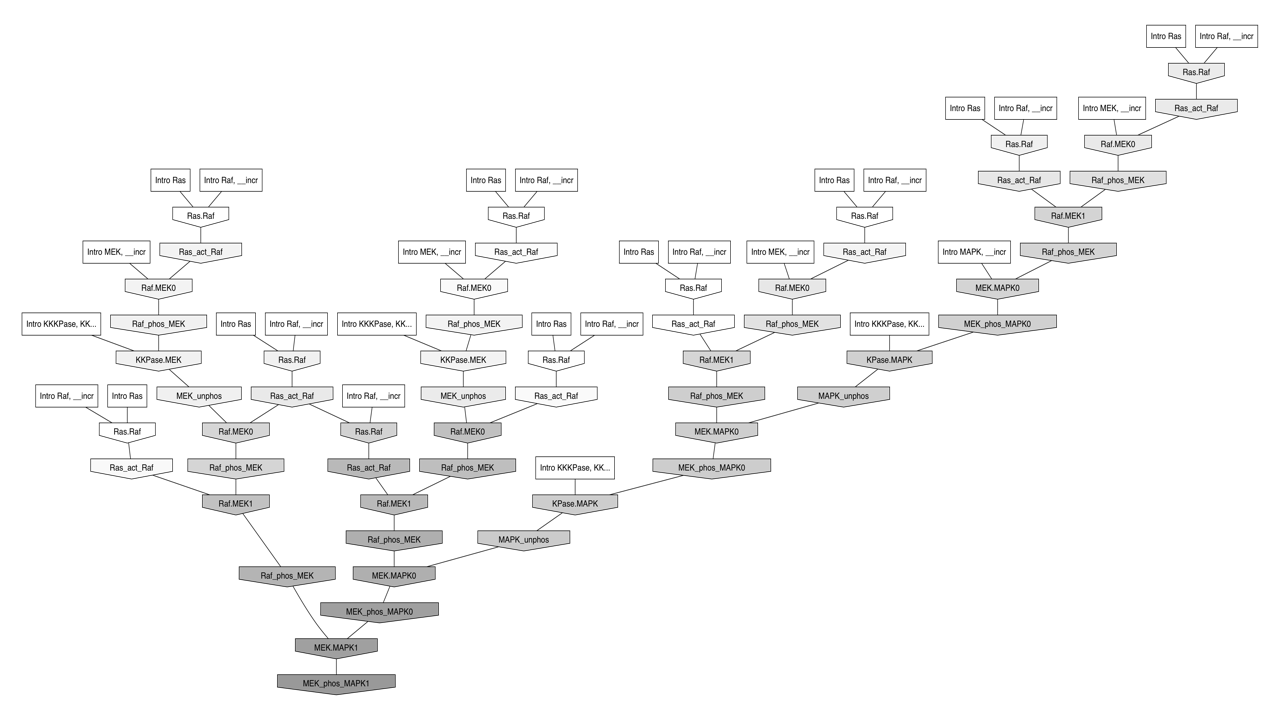 Intro Ras
Intro Raf, __incr
Ras.Raf
Intro Ras
Intro Raf, __incr
Intro MEK, __incr
Ras_act_Raf
Ras.Raf
Raf.MEK0
Intro Ras
Intro Raf, __incr
Intro Ras
Intro Raf, __incr
Intro Ras
Intro Raf, __incr
Ras_act_Raf
Raf_phos_MEK
Ras.Raf
Ras.Raf
Ras.Raf
Raf.MEK1
Intro MEK, __incr
Ras_act_Raf
Intro MEK, __incr
Ras_act_Raf
Intro Ras
Intro Raf, __incr
Intro MEK, __incr
Ras_act_Raf
Intro MAPK, __incr
Raf_phos_MEK
Raf.MEK0
Raf.MEK0
Ras.Raf
Raf.MEK0
MEK.MAPK0
Intro KKKPase, KK...
Raf_phos_MEK
Intro Ras
Intro Raf, __incr
Intro KKKPase, KK...
Raf_phos_MEK
Intro Ras
Intro Raf, __incr
Ras_act_Raf
Raf_phos_MEK
Intro KKKPase, KK...
MEK_phos_MAPK0
KKPase.MEK
Ras.Raf
KKPase.MEK
Ras.Raf
Raf.MEK1
KPase.MAPK
Intro Raf, __incr
Intro Ras
MEK_unphos
Ras_act_Raf
Intro Raf, __incr
MEK_unphos
Ras_act_Raf
Raf_phos_MEK
MAPK_unphos
Ras.Raf
Raf.MEK0
Ras.Raf
Raf.MEK0
MEK.MAPK0
Ras_act_Raf
Raf_phos_MEK
Ras_act_Raf
Raf_phos_MEK
Intro KKKPase, KK...
MEK_phos_MAPK0
Raf.MEK1
Raf.MEK1
KPase.MAPK
Raf_phos_MEK
MAPK_unphos
Raf_phos_MEK
MEK.MAPK0
MEK_phos_MAPK0
MEK.MAPK1
MEK_phos_MAPK1